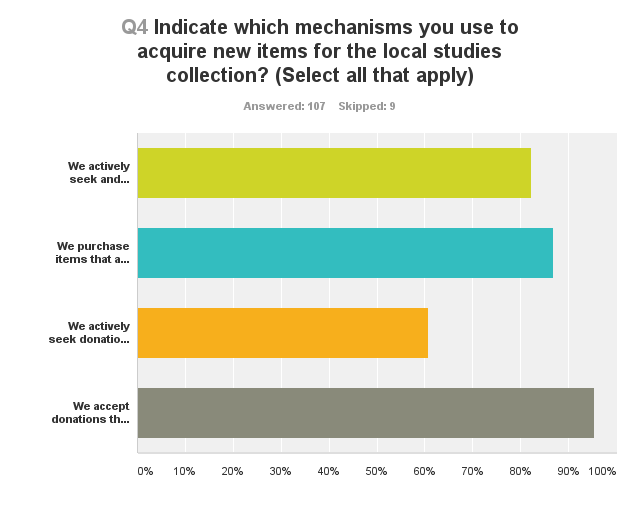 Q4 Indicate which mechanisms you use to
acquire new items for the local studies
collection? (Select all that apply)
Answered: 107 Skipped: 9
We actively
seek and...
We purchase
items that a...
We actively
seek donatio...
We accept
donations th...
0% 10% 20% 30% 40% 50% 60% 70% 80% 90% 100%